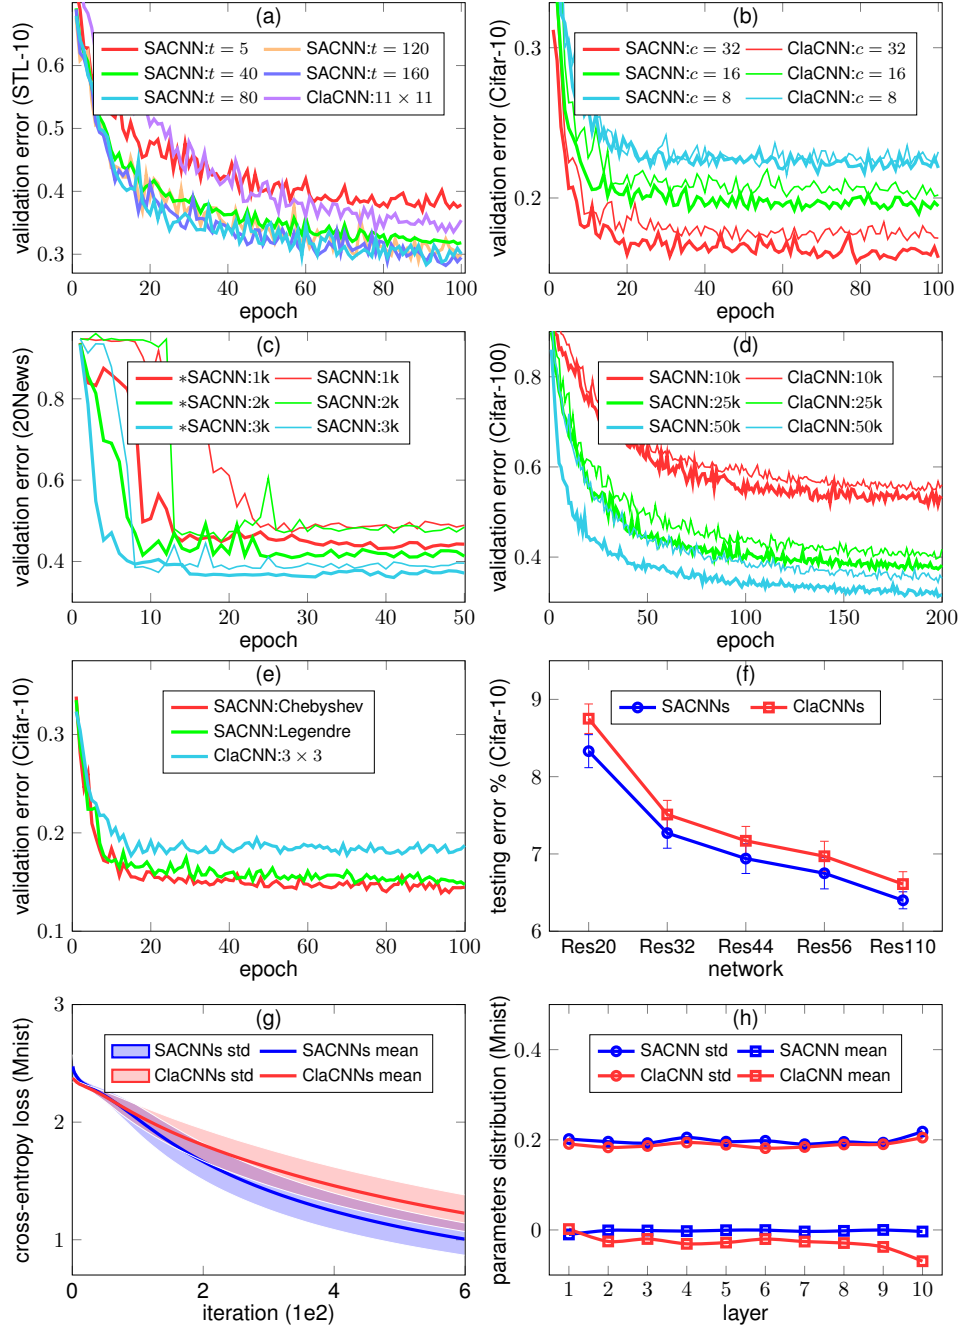 (a)
SACNN:t = 5 SACNN:t = 120
SACNN:t = 40 SACNN:t = 160
SACNN:t = 80 ClaCNN:11 × 11
validation error (STL-10)
0.6
0.5
0.4
0.3
0 20 40 60 80 100
epoch
(b)
SACNN:c = 32 ClaCNN:c = 32
SACNN:c = 16 ClaCNN:c = 16
SACNN:c = 8 ClaCNN:c = 8
validation error (Cifar-10)
0.3
0.2
0 20 40 60 80 100
epoch
(c)
∗SACNN:1k SACNN:1k
∗SACNN:2k SACNN:2k
∗SACNN:3k SACNN:3k
validation error (20News)
0.8
0.6
0.4
0 10 20 30 40 50
epoch
(d)
SACNN:10k ClaCNN:10k
SACNN:25k ClaCNN:25k
SACNN:50k ClaCNN:50k
validation error (Cifar-100)
0.8
0.6
0.4
0 50 100 150 200
epoch
(e)
SACNN:Chebyshev
SACNN:Legendre
ClaCNN:3 × 3
validation error (Cifar-10)
0.3
0.2
0.1
0 20 40 60 80 100
epoch
(f)
SACNNs ClaCNNs
testing error % (Cifar-10)
9
8
7
6
Res20 Res32 Res44 Res56 Res110
network
(g)
SACNNs std SACNNs mean
ClaCNNs std ClaCNNs mean
cross-entropy loss (Mnist)
3
2
1
0 2 4 6
iteration (1e2)
(h)
SACNN std SACNN mean
ClaCNN std ClaCNN mean
parameters distribution (Mnist)
0.4
0.2
0
1 2 3 4 5 6 7 8 9 10
layer